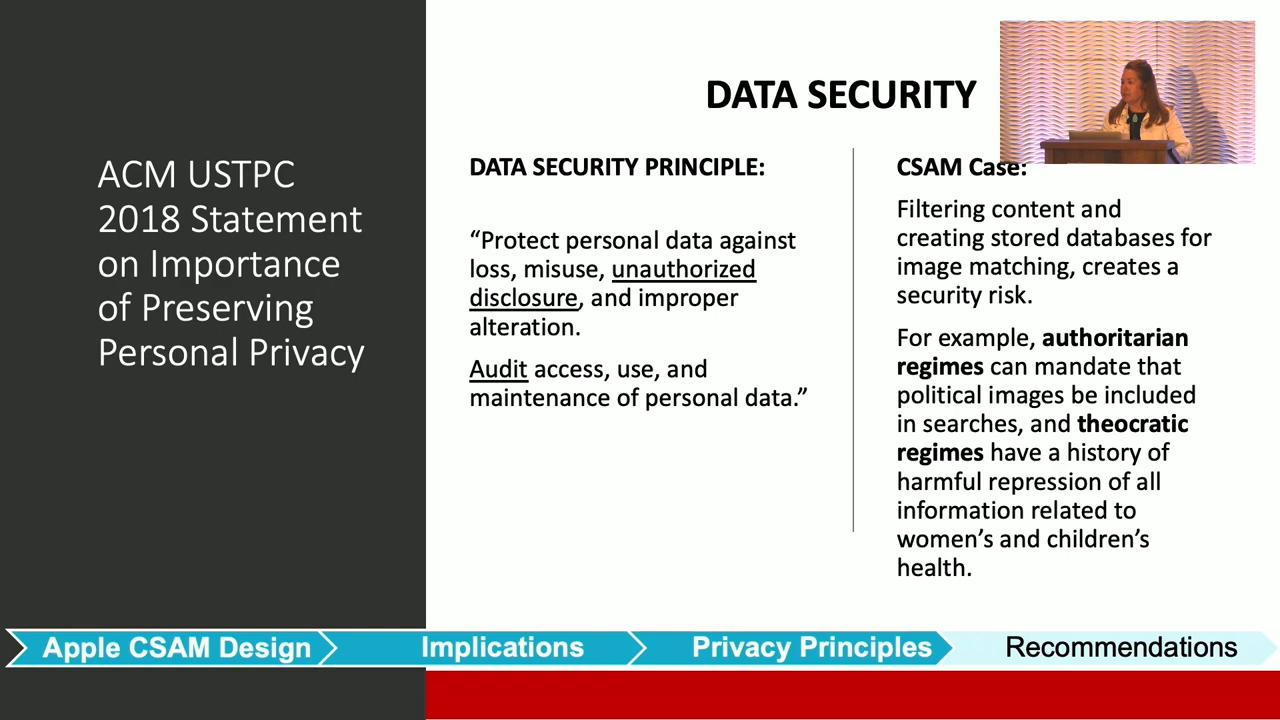 ACM USTPC
2018 Statement
on Importance
of Preserving
Personal Privacy
DATA SECURITY
DATA SECURITY PRINCIPLE:
“Protect personal data against
loss, misuse, unauthorized
disclosure, and improper
alteration.
Audit access, use, and
maintenance of personal data.”
CSAM Case:
Filtering content and
creating stored databases for
image matching, creates a
security risk.
For example, authoritarian
regimes can mandate that
political images be included
in searches, and theocratic
regimes have a history of
harmful repression of all
information related to
women’s and children’s
health.
Apple CSAM Design
Implications
Privacy Principles
Recommendations